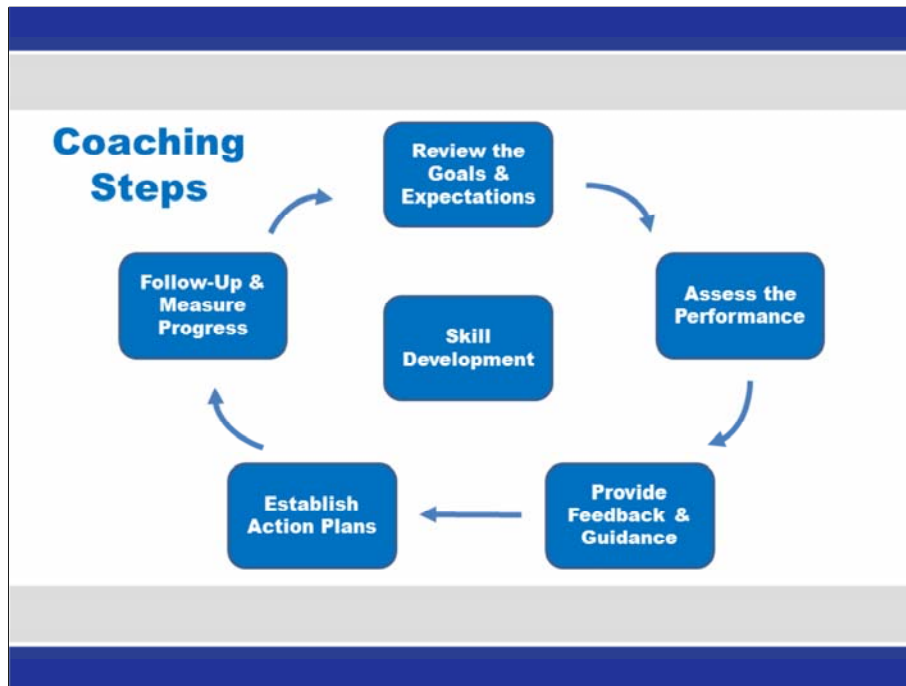 Coaching
Steps
Review the
Goals &
Expectations
Assess the
Performance
Provide
Feedback &
Guidance
Establish
Action Plans
Follow-Up &
Measure
Progress
Skill
Development